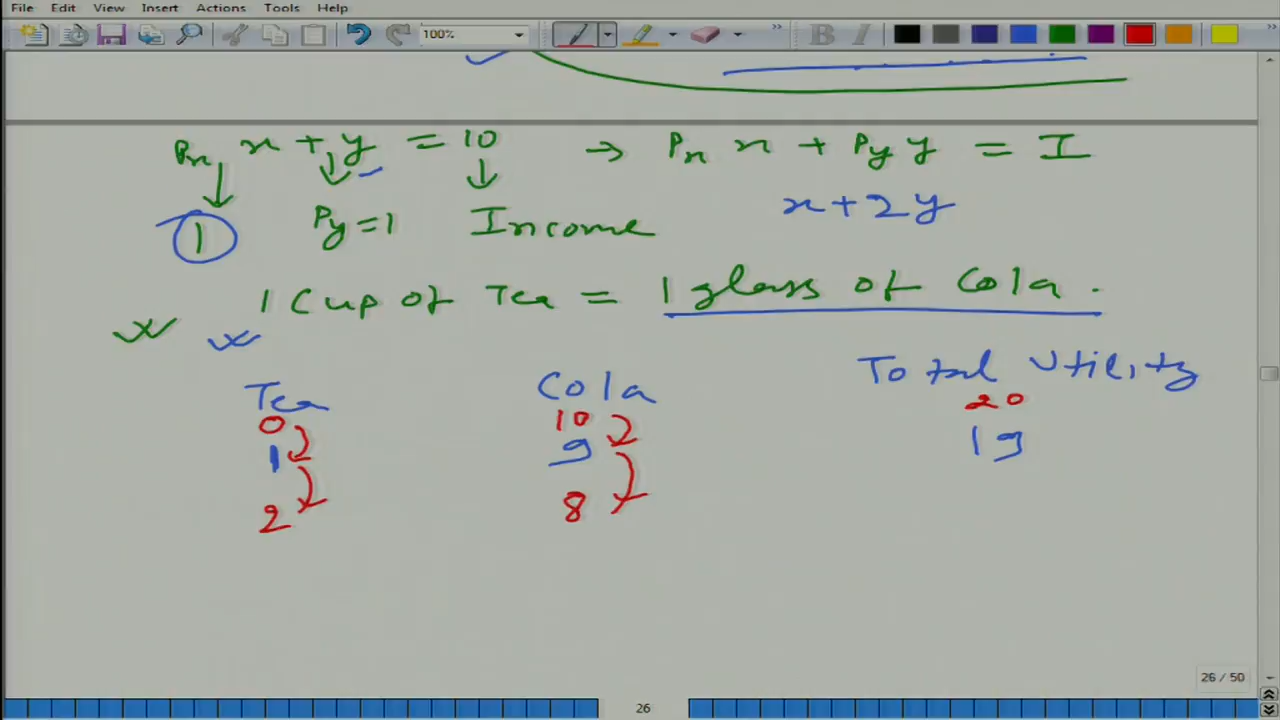 File Edit View Insert Actions Tools Help
100%
Px x + y = 10 → Px x + Py y = I
1 Py = 1 Income x + 2y
1 Cup of Tea = 1 glass of Cola.
Tea Cola Total Utility
0 10 20
1 9 19
2 8
26 / 50
26